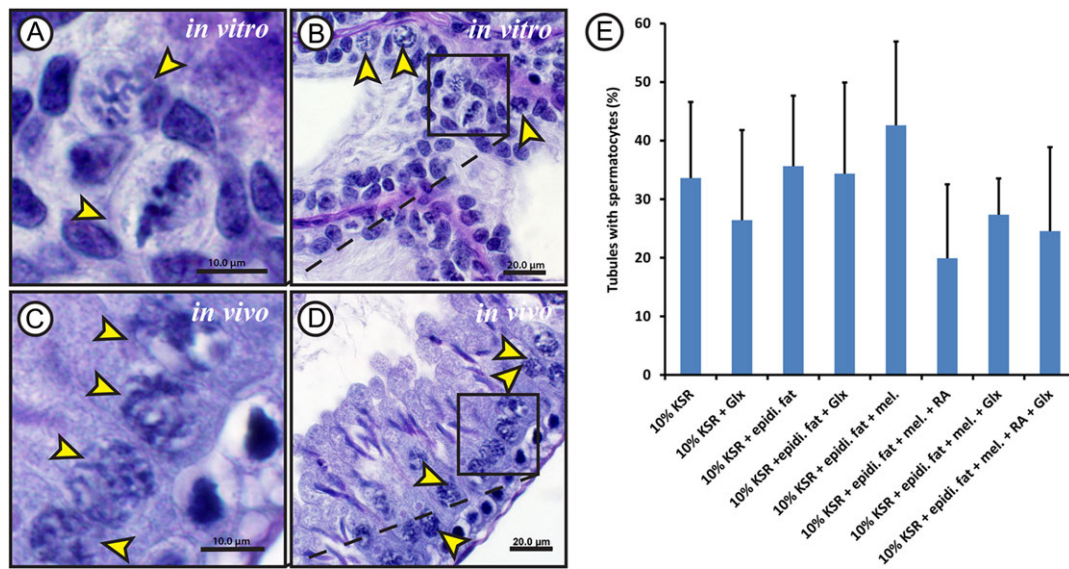 A
in vitro
10.0 µm
B
in vitro
20.0 µm
C
in vivo
10.0 µm
D
in vivo
20.0 µm
E
Tubules with spermatocytes (%)
60
50
40
30
20
10
0
10% KSR
10% KSR + Glx
10% KSR + epidi. fat
10% KSR +epidi. fat + Glx
10% KSR + epidi. fat + mel.
10% KSR + epidi. fat + mel. + RA
10% KSR + epidi. fat + mel. + Glx
10% KSR + epidi. fat + mel. + RA + Glx